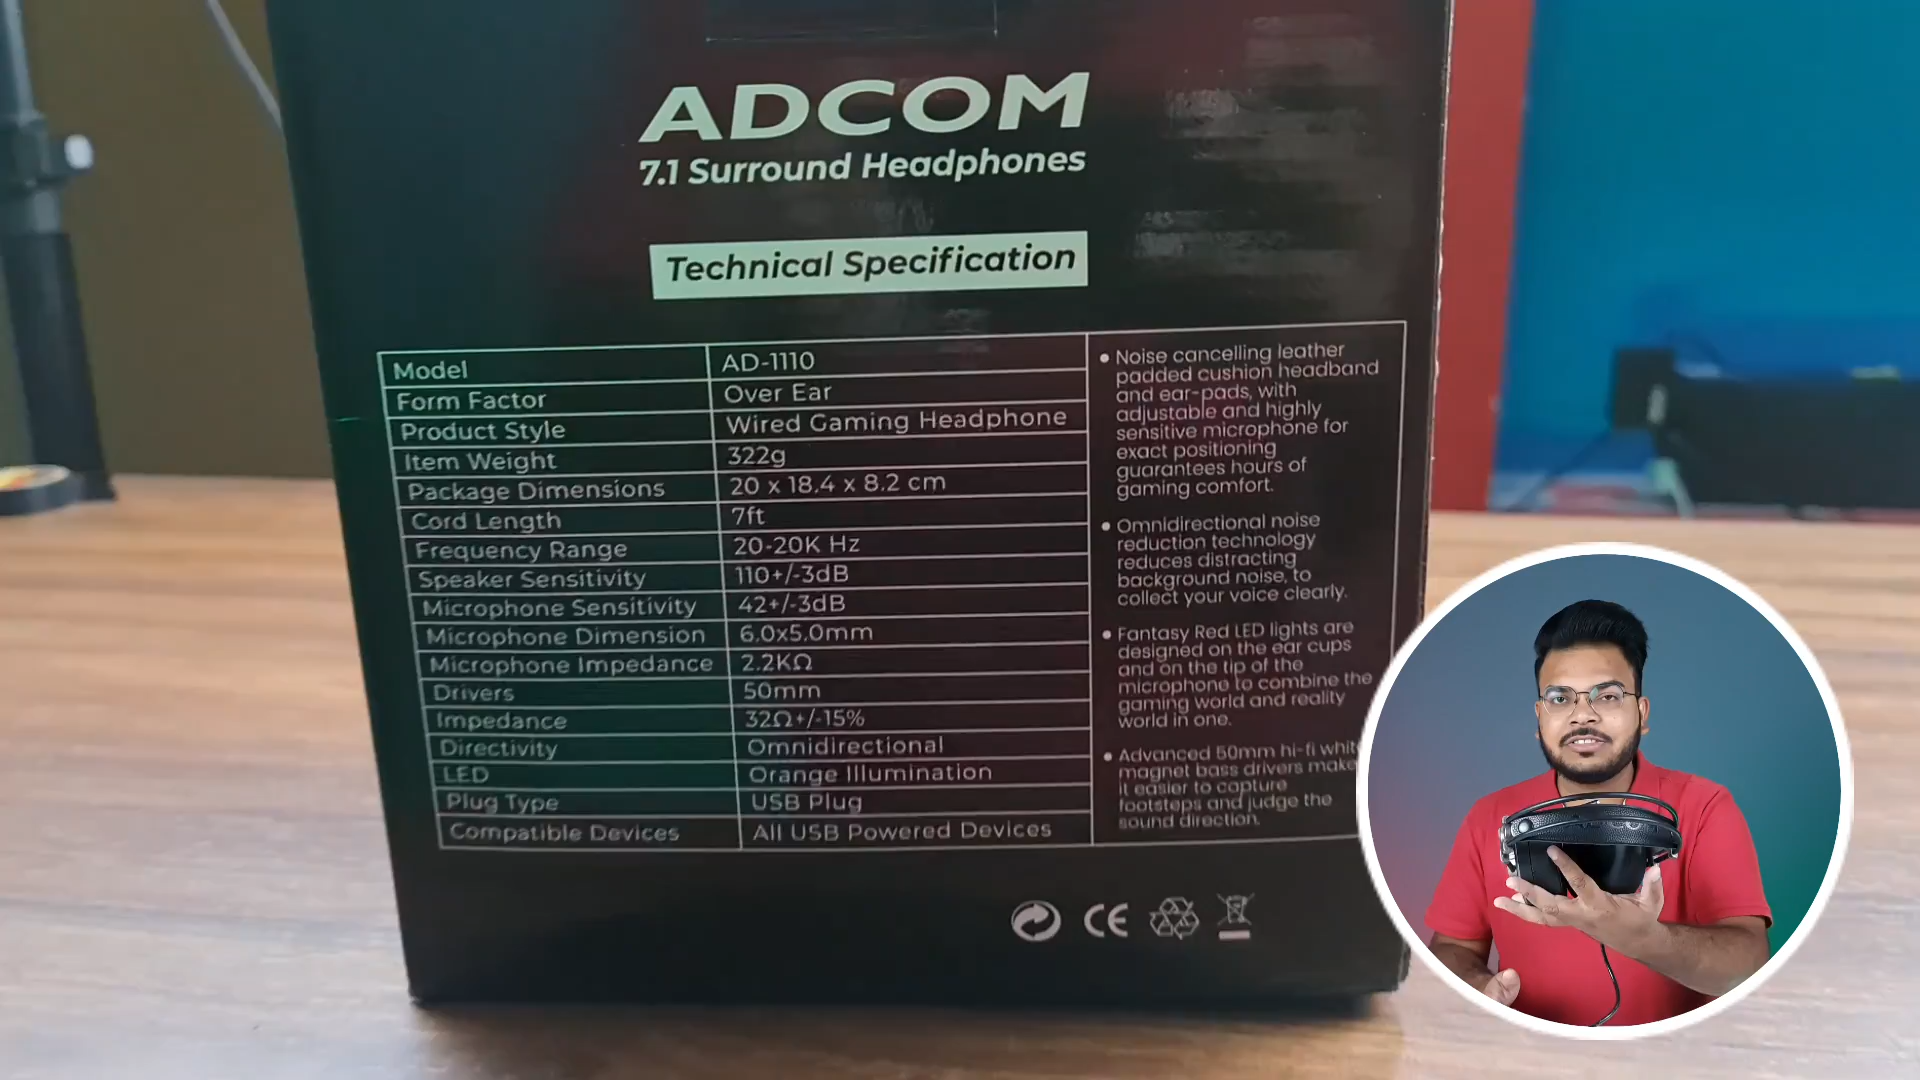 ADCOM
7.1 Surround Headphones
Technical Specification
Model AD-1110
Form Factor Over Ear
Product Style Wired Gaming Headphone
Item Weight 322g
Package Dimensions 20 x 18.4 x 8.2 cm
Cord Length 7ft
Frequency Range 20-20K Hz
Speaker Sensitivity 110+/-3dB
Microphone Sensitivity 42+/-3dB
Microphone Dimension 6.0x5.0mm
Microphone Impedance 2.2KΩ
Drivers 50mm
Impedance 32Ω+/-15%
Directivity Omnidirectional
LED Orange Illumination
Plug Type USB Plug
Compatible Devices All USB Powered Devices
• Noise cancelling leather
padded cushion headband
and ear-pads, with
adjustable and highly
sensitive microphone for
exact positioning
guarantees hours of
gaming comfort.
• Omnidirectional noise
reduction technology
reduces distracting
background noise, to
collect your voice clearly.
• Fantasy Red LED lights are
designed on the ear cups
and on the tip of the
microphone to combine the
gaming world and reality
world in one.
• Advanced 50mm hi-fi white
magnet bass drivers make
it easier to capture
footsteps and judge the
sound direction.
CE